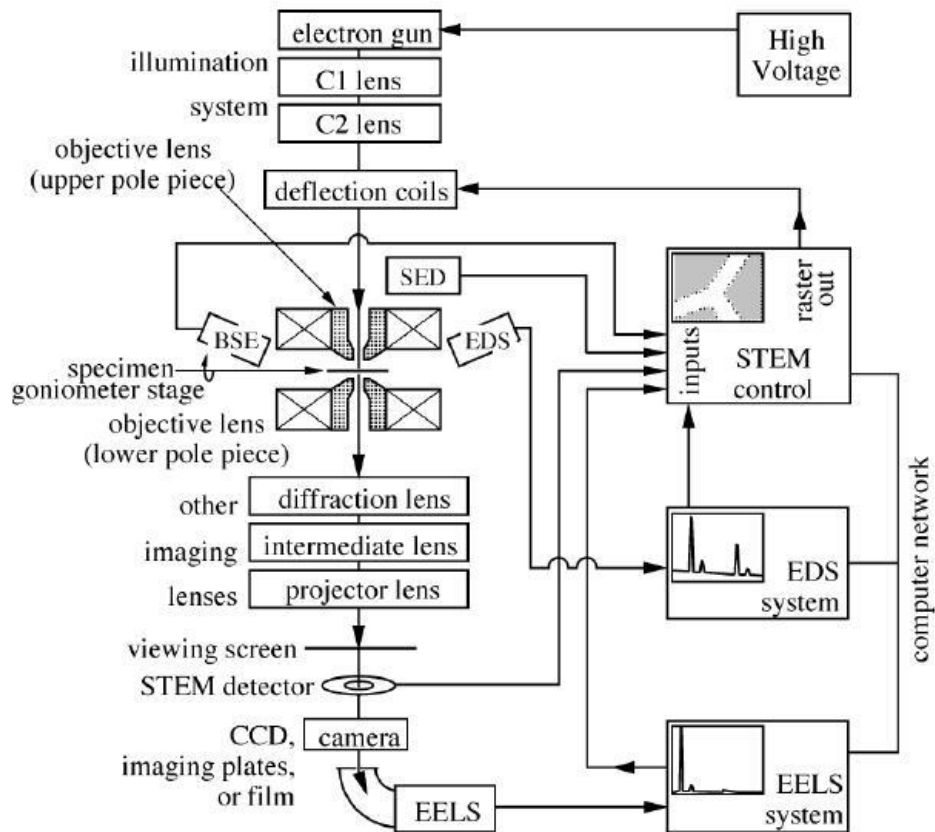 electron gun
High
Voltage
illumination
system
C1 lens
C2 lens
objective lens
(upper pole piece)
deflection coils
SED
BSE
EDS
raster
out
inputs
STEM
control
specimen
goniometer stage
objective lens
(lower pole piece)
other
imaging
lenses
diffraction lens
intermediate lens
projector lens
EDS
system
computer network
viewing screen
STEM detector
CCD,
imaging plates,
or film
camera
EELS
EELS
system